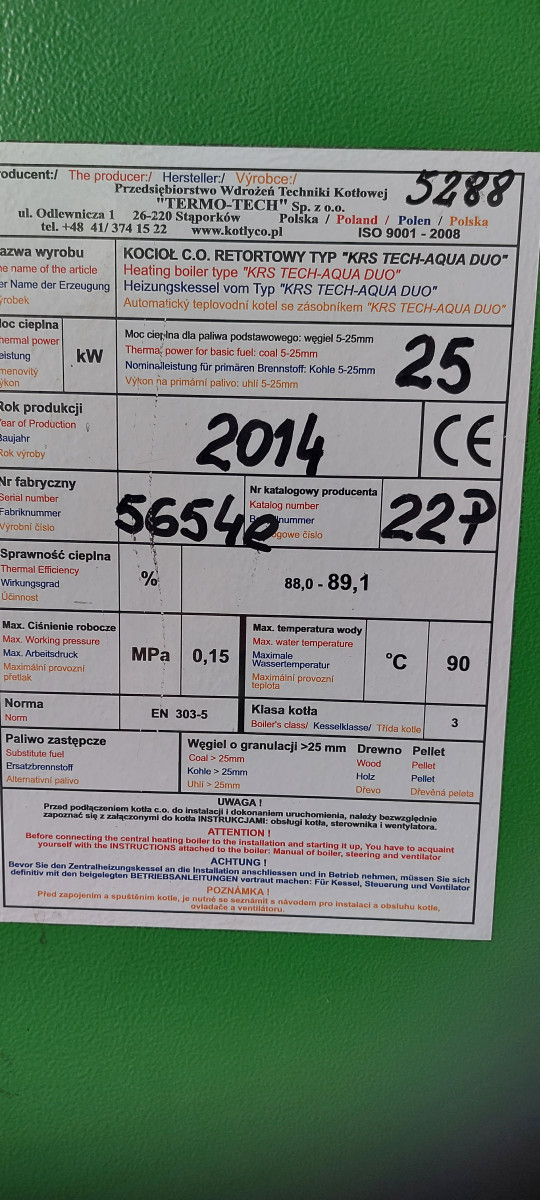 The producer:/ Hersteller:/ Výrobce:/
5288
Przedsiębiorstwo Wdrożeń Techniki Kotłowej
"TERMO-TECH" Sp. z o.o.
ul. Odlewnicza 1 26-220 Stąporków Polska / Poland / Polen / Polska
tel. +48 41/ 374 15 22 www.kotlyco.pl ISO 9001 - 2008
wyrobu
name of the article
Name der Erzeugung
KOCIOŁ C.O. RETORTOWY TYP "KRS TECH-AQUA DUO"
Heating boiler type "KRS TECH-AQUA DUO"
Heizungskessel vom Typ "KRS TECH-AQUA DUO"
Automatický teplovodní kotel se zásobníkem "KRS TECH-AQUA DUO"
cieplna
power
kW
Moc cieplna dla paliwa podstawowego: węgiel 5-25mm
Thermal power for basic fuel: coal 5-25mm
Nominalleistung für primären Brennstoff: Kohle 5-25mm
Výkon na primární palivo: uhlí 5-25mm
25
Rok produkcji
Year of Production
Baujahr
Rok výroby
2014
CE
Nr fabryczny
Serial number
Fabriknummer
Výrobní číslo
5654e
Nr katalogowy producenta
Katalog number
číslo
22P
Sprawność cieplna
Thermal Efficiency
Wirkungsgrad
Účinnost
%
88,0 - 89,1
Max. Ciśnienie robocze
Max. Working pressure
Max. Arbeitsdruck
Maximální provozní
přetlak
MPa
0,15
Max. temperatura wody
Max. water temperature
Maximale
Wassertemperatur
Maximální provozní
teplota
°C
90
Norma
Norm
EN 303-5
Klasa kotła
Boiler's class/ Kesselklasse/ Třída kotle
3
Paliwo zastępcze
Substitute fuel
Ersatzbrennstoff
Alternativní palivo
Węgiel o granulacji >25 mm Drewno Pellet
Coal > 25mm Wood Pellet
Kohle > 25mm Holz Pellet
Uhlí > 25mm Dřevo Dřevěná peleta
UWAGA !
Przed podłączeniem kotła c.o. do instalacji i dokonaniem uruchomienia, należy bezwzględnie
zapoznać się z załączonymi do kotła INSTRUKCJAMI: obsługi kotła, sterownika i wentylatora.
ATTENTION !
Before connecting the central heating boiler to the installation and starting it up, You have to acquaint
yourself with the INSTRUCTIONS attached to the boiler: Manual of boiler, steering and ventilator
ACHTUNG !
Bevor Sie den Zentralheizungskessel an die Installation anschliessen und in Betrieb nehmen, müssen Sie sich
definitiv mit den beigelegten BETRIEBSANLEITUNGEN vertraut machen: Für Kessel, Steuerung und Ventilator
POZNÁMKA !
Před zapojením a spuštěním kotle, je nutné se seznámit s návodem pro instalaci a obsluhu kotle,
ovladače a ventilátoru.